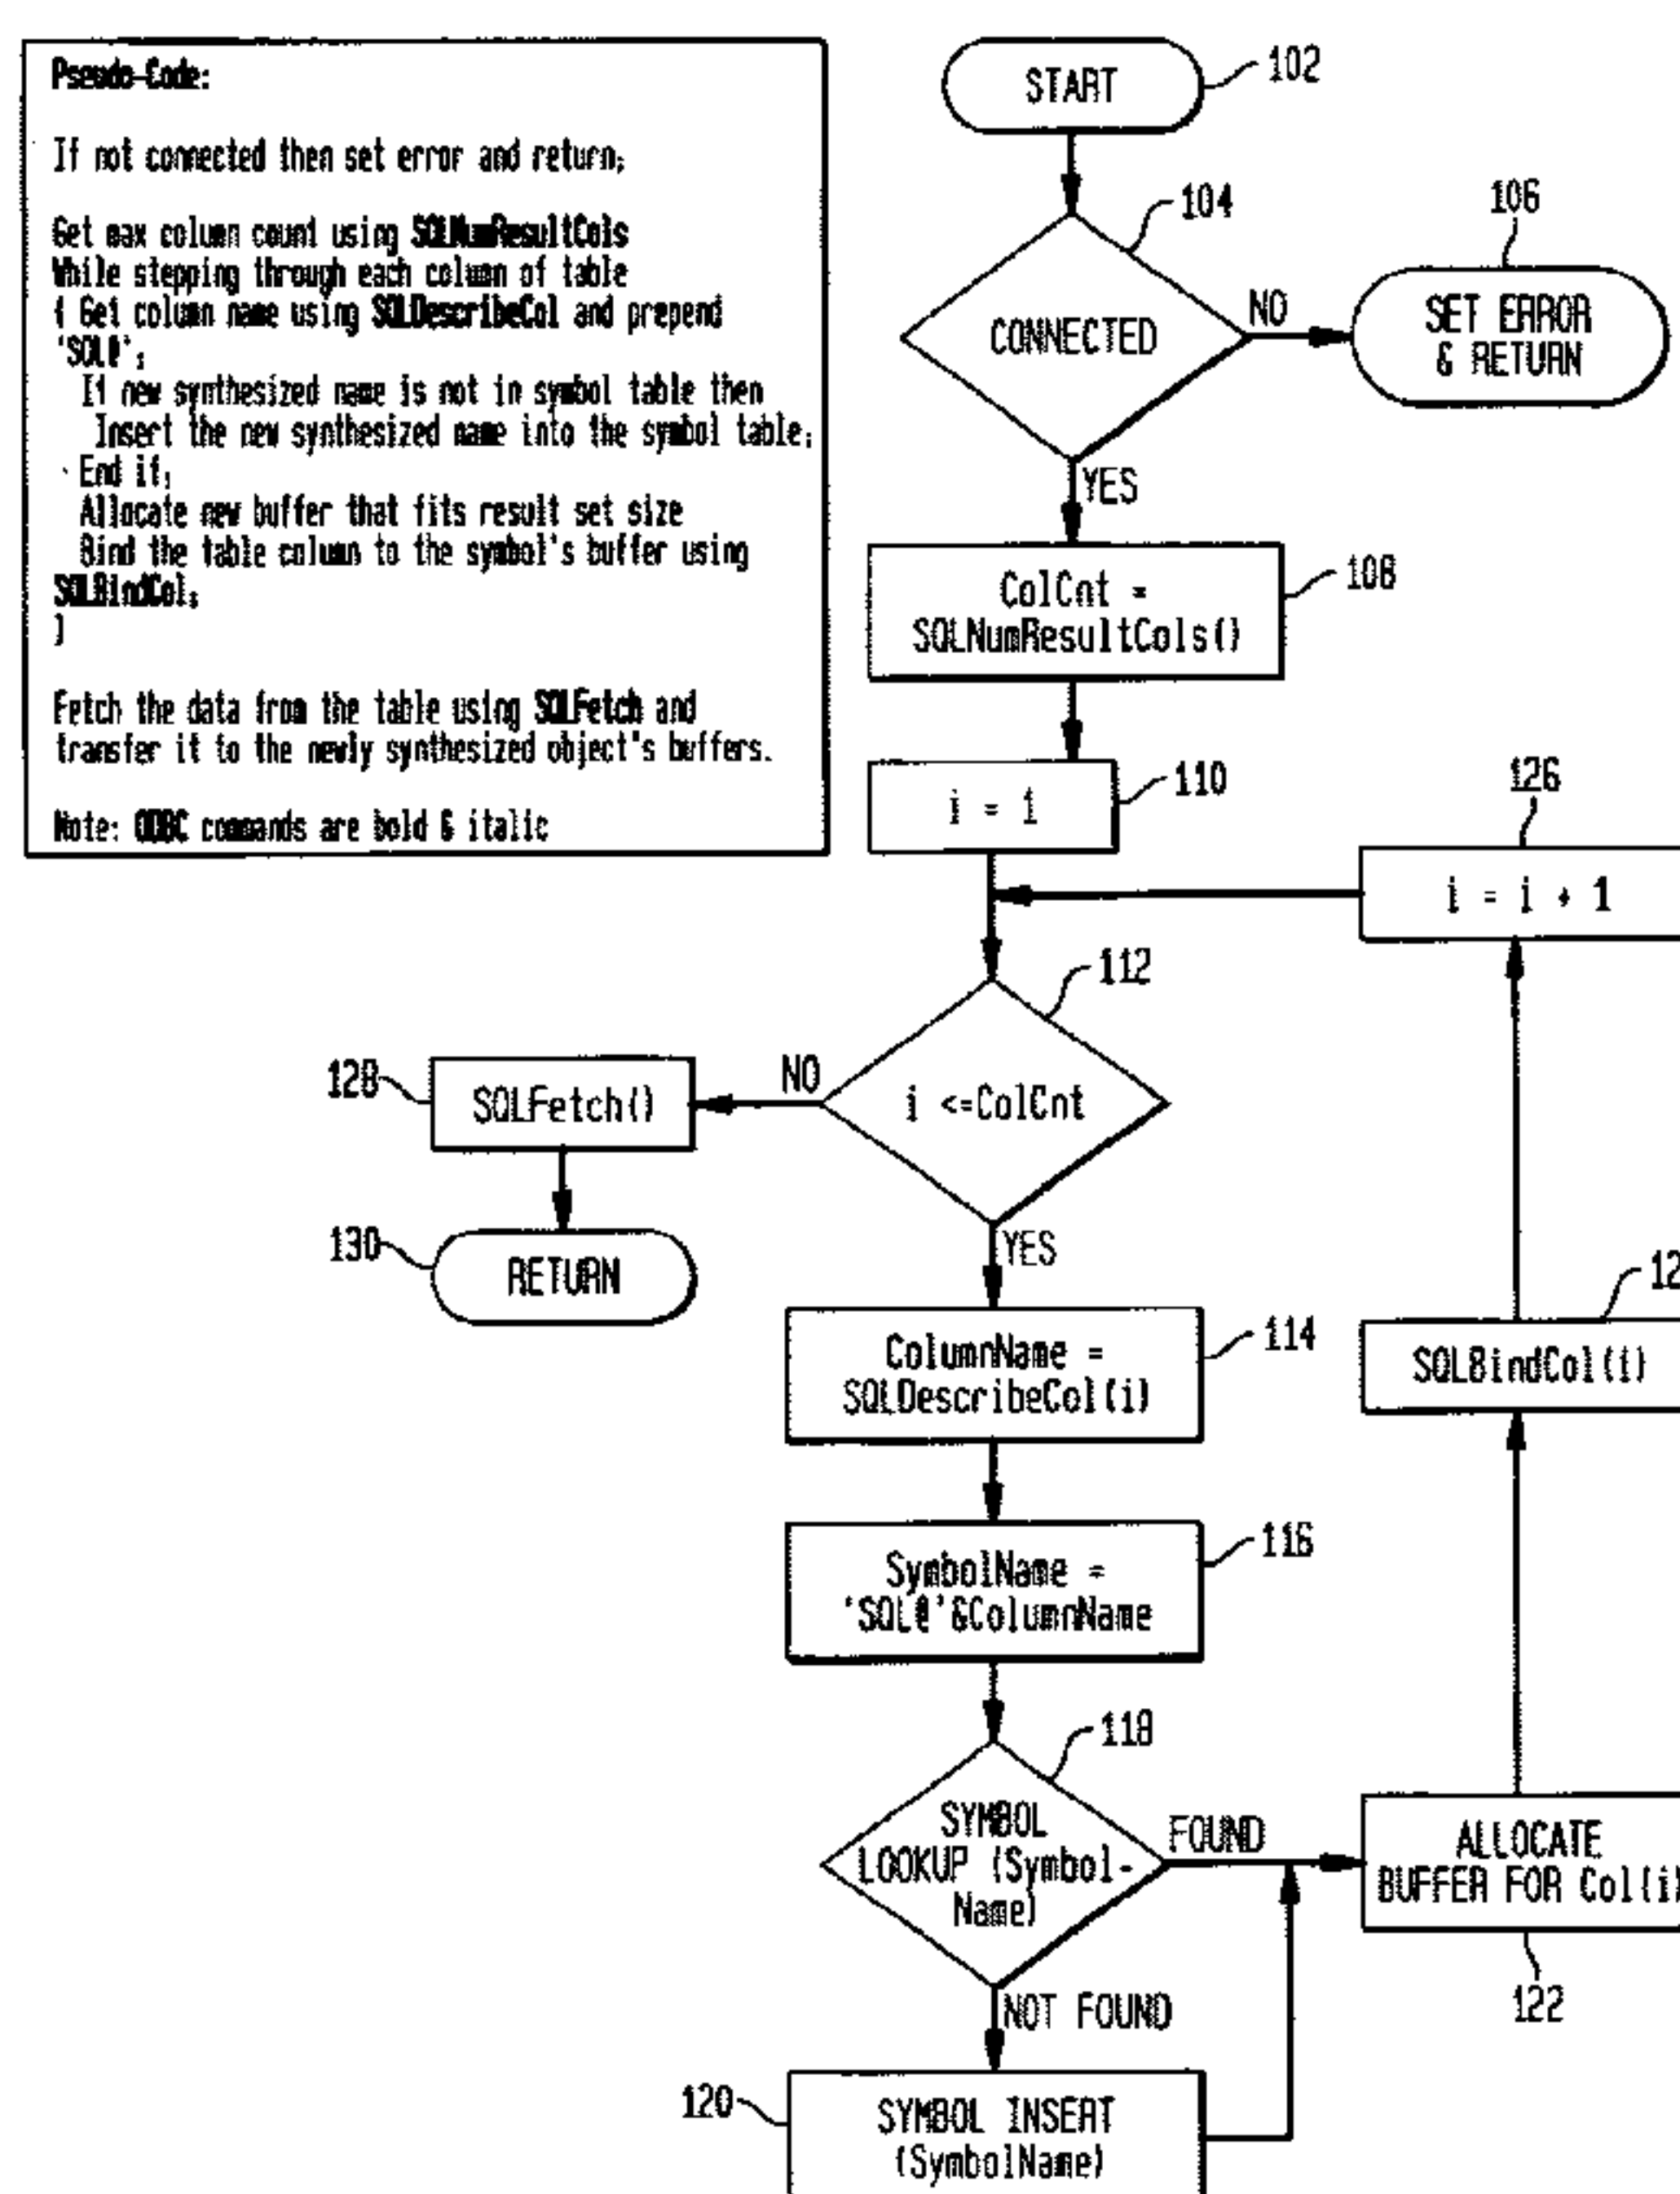 Pseudo-Code:
If not connected then set error and return;
Get max column count using SQLNumResultCols
While stepping through each column of table
{ Get column name using SQLDescribeCol and prepend
'SQL@';
If new synthesized name is not in symbol table then
Insert the new synthesized name into the symbol table;
End if;
Allocate new buffer that fits result set size
Bind the table column to the symbol's buffer using
SQLBindCol;
}
Fetch the data from the table using SQLFetch and
transfer it to the newly synthesized object's buffers.
Note: ODBC commands are bold & italic
START
102
104
CONNECTED
NO
106
SET ERROR
& RETURN
YES
ColCnt =
SQLNumResultCols()
108
i = 1
110
126
i = i + 1
112
i <=ColCnt
NO
128
SQLFetch()
130
RETURN
YES
ColumnName =
SQLDescribeCol(i)
114
12
SQLBindCol(i)
SymbolName =
'SQL@'&ColumnName
116
118
SYMBOL
LOOKUP (Symbol-
Name)
FOUND
ALLOCATE
BUFFER FOR Col(i)
122
NOT FOUND
120
SYMBOL INSERT
(SymbolName)